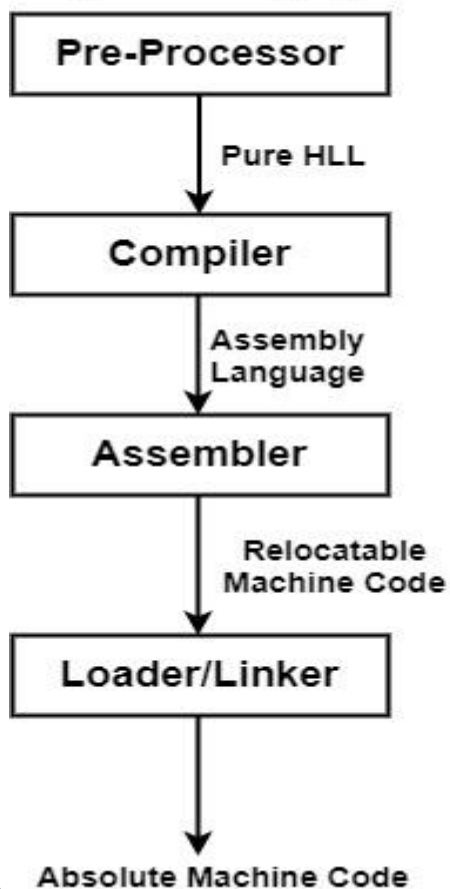 Pre-Processor
Pure HLL
Compiler
Assembly
Language
Assembler
Relocatable
Machine Code
Loader/Linker
Absolute Machine Code